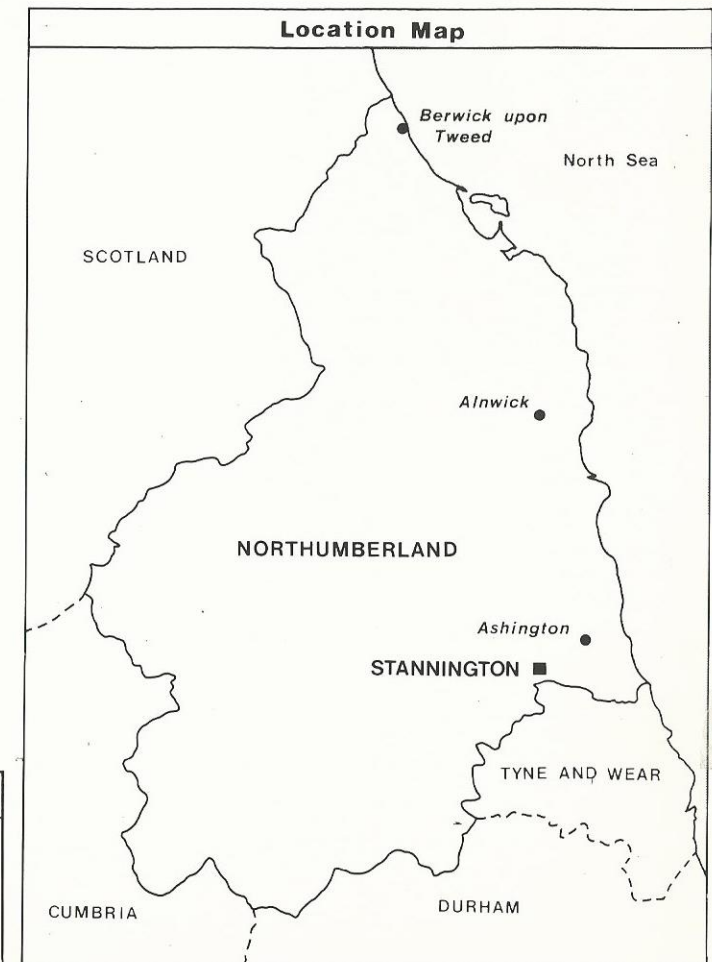 Location Map
Berwick upon
Tweed
North Sea
SCOTLAND
Alnwick
NORTHUMBERLAND
Ashington
STANNINGTON
TYNE AND WEAR
CUMBRIA
DURHAM